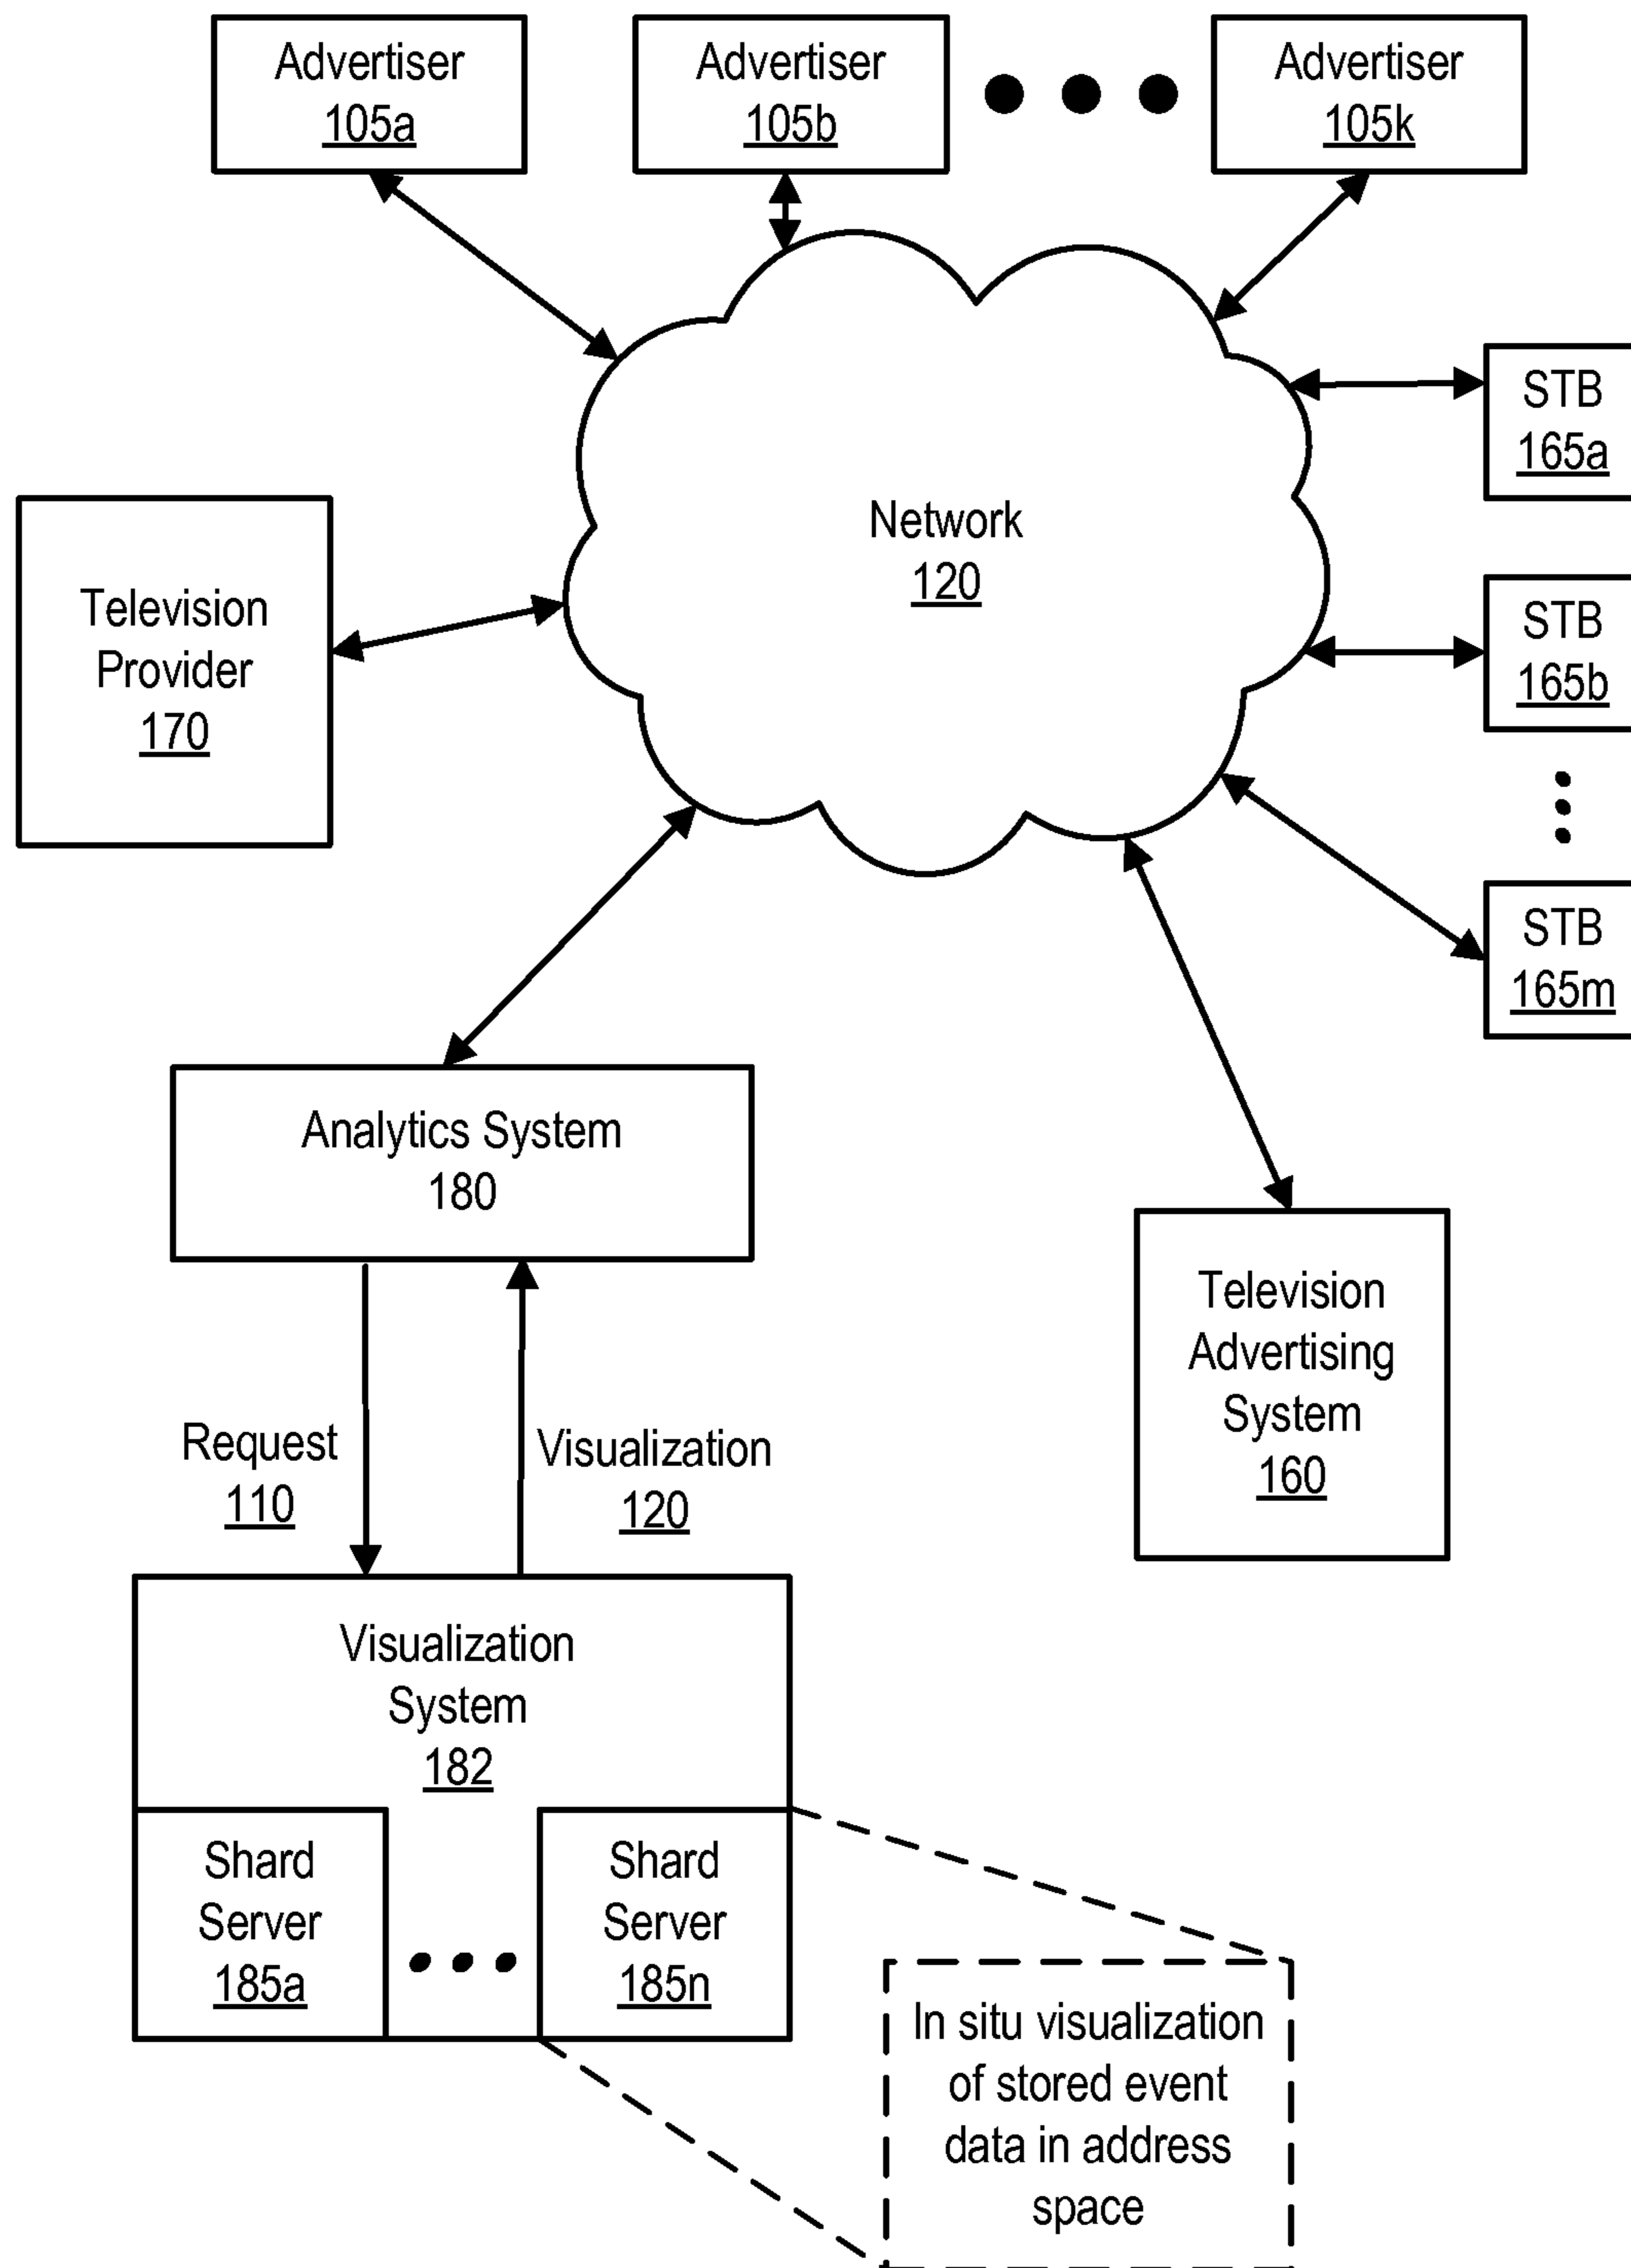 Advertiser
105a
Advertiser
105b
Advertiser
105k
STB
165a
Network
120
Television
Provider
170
STB
165b
STB
165m
Analytics System
180
Television
Advertising
System
160
Request
110
Visualization
120
Visualization
System
182
Shard
Server
185a
Shard
Server
185n
In situ visualization
of stored event
data in address
space